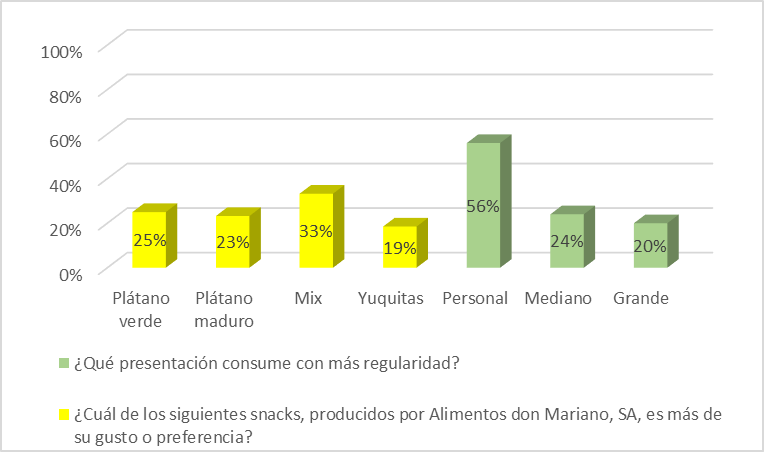 100%
80%
60%
40%
20%
0%
25%
23%
33%
19%
56%
24%
20%
Plátano verde
Plátano maduro
Mix
Yuquitas
Personal
Mediano
Grande
¿Qué presentación consume con más regularidad?
¿Cuál de los siguientes snacks, producidos por Alimentos don Mariano, SA, es más de
su gusto o preferencia?